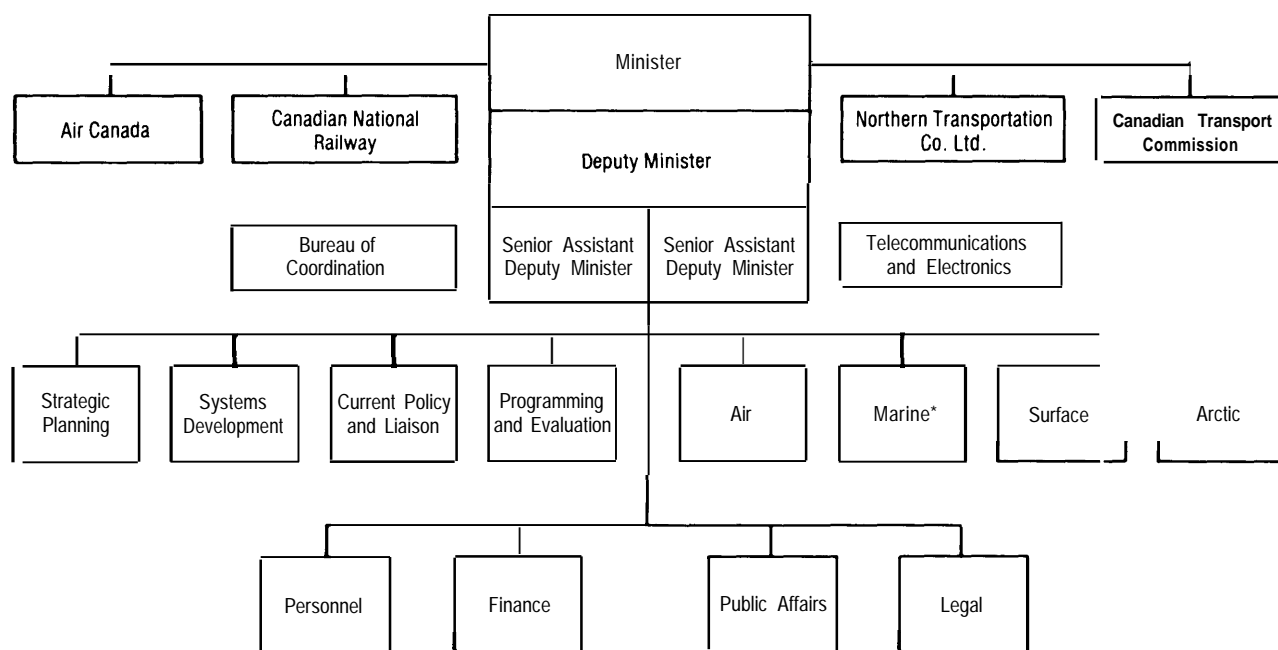 Minister
Air Canada
Canadian National
Railway
Northern Transportation
Co. Ltd.
Canadian Transport
Commission
Deputy Minister
Bureau of
Coordination
Senior Assistant
Deputy Minister
Senior Assistant
Deputy Minister
Telecommunications
and Electronics
Strategic
Planning
Systems
Development
Current Policy
and Liaison
Programming
and Evaluation
Air
Marine*
Surface
Arctic
Personnel
Finance
Public Affairs
Legal